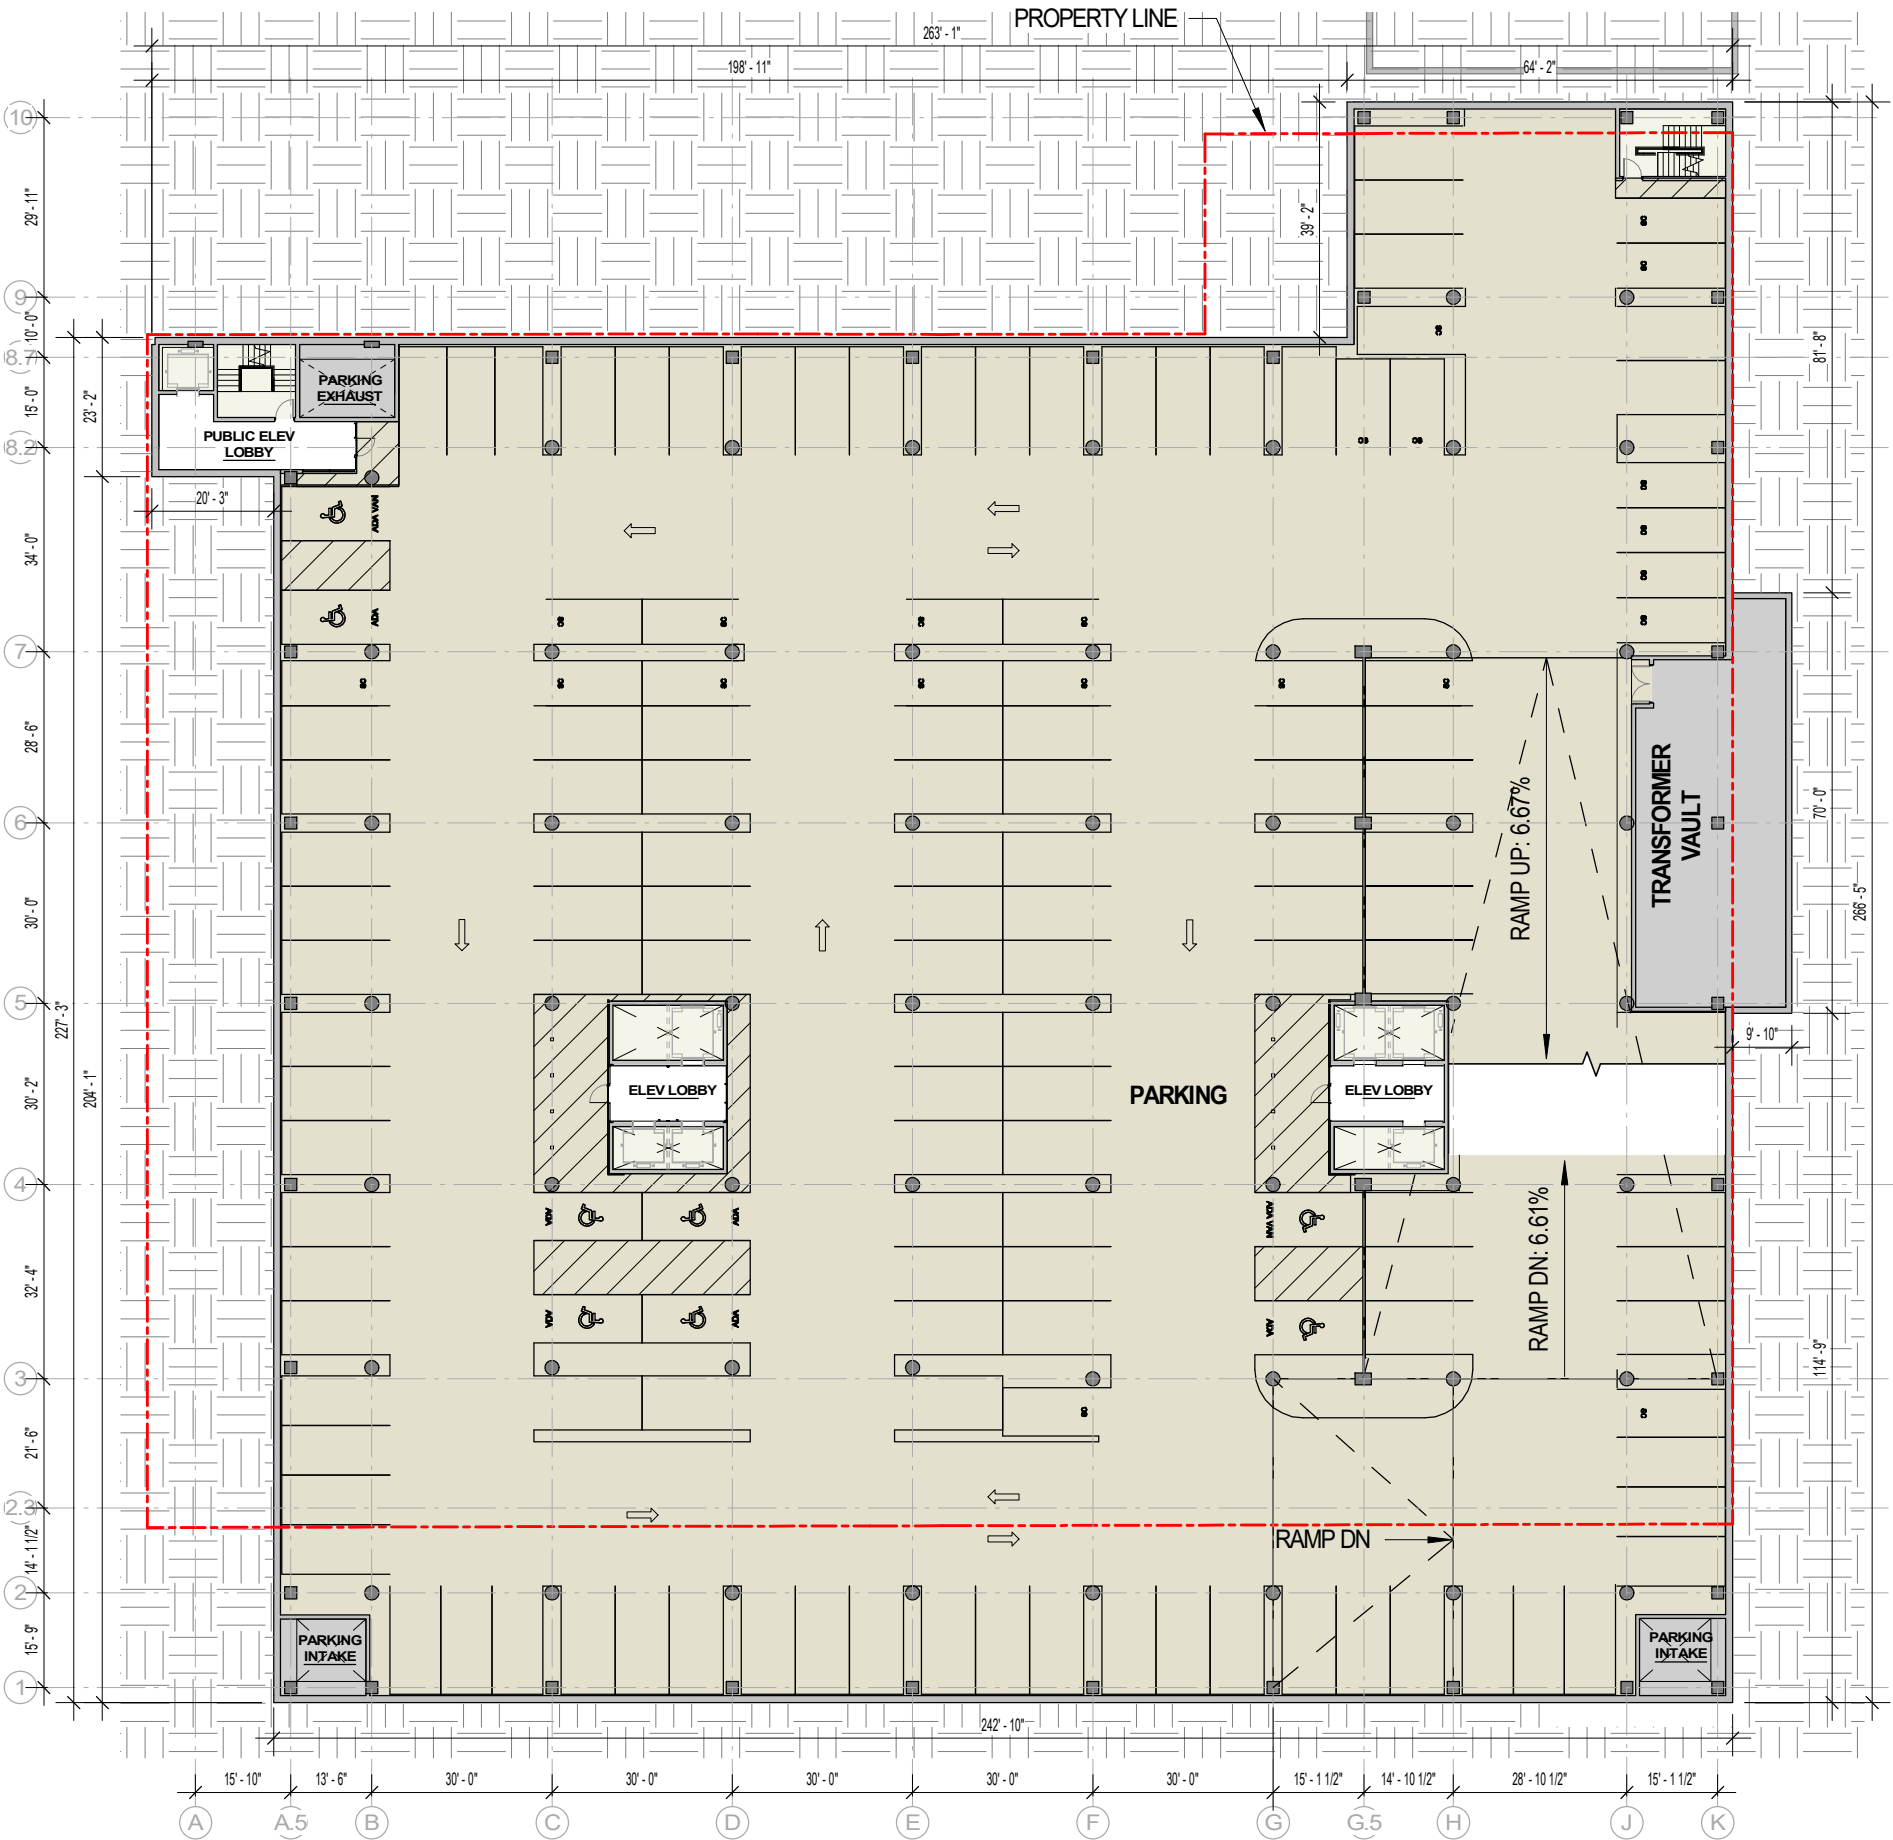 PROPERTY LINE
263' - 1"
198' - 11"
64' - 2"
10
29' - 11"
39' - 2"
9
10' - 0"
8.7
PARKING
EXHAUST
81' - 8"
15' - 0"
23' - 2"
PUBLIC ELEV
LOBBY
8.2
20' - 3"
ADA VAN
34' - 0"
ADA
7
28' - 6"
TRANSFORMER
VAULT
RAMP UP: 6.67%
70' - 0"
6
30' - 0"
266' - 5"
5
227' - 3"
204' - 1"
9' - 10"
30' - 2"
ELEV LOBBY
PARKING
ELEV LOBBY
4
ADA
ADA
ADA VAN
RAMP DN: 6.61%
32' - 4"
ADA
ADA
ADA
114' - 9"
3
21' - 6"
2.3
RAMP DN
14' - 1 1/2"
2
15' - 9"
PARKING
INTAKE
PARKING
INTAKE
1
242' - 10"
15' - 10"
13' - 6"
30' - 0"
30' - 0"
30' - 0"
30' - 0"
30' - 0"
15' - 1 1/2"
14' - 10 1/2"
28' - 10 1/2"
15' - 1 1/2"
A
A.5
B
C
D
E
F
G
G.5
H
J
K